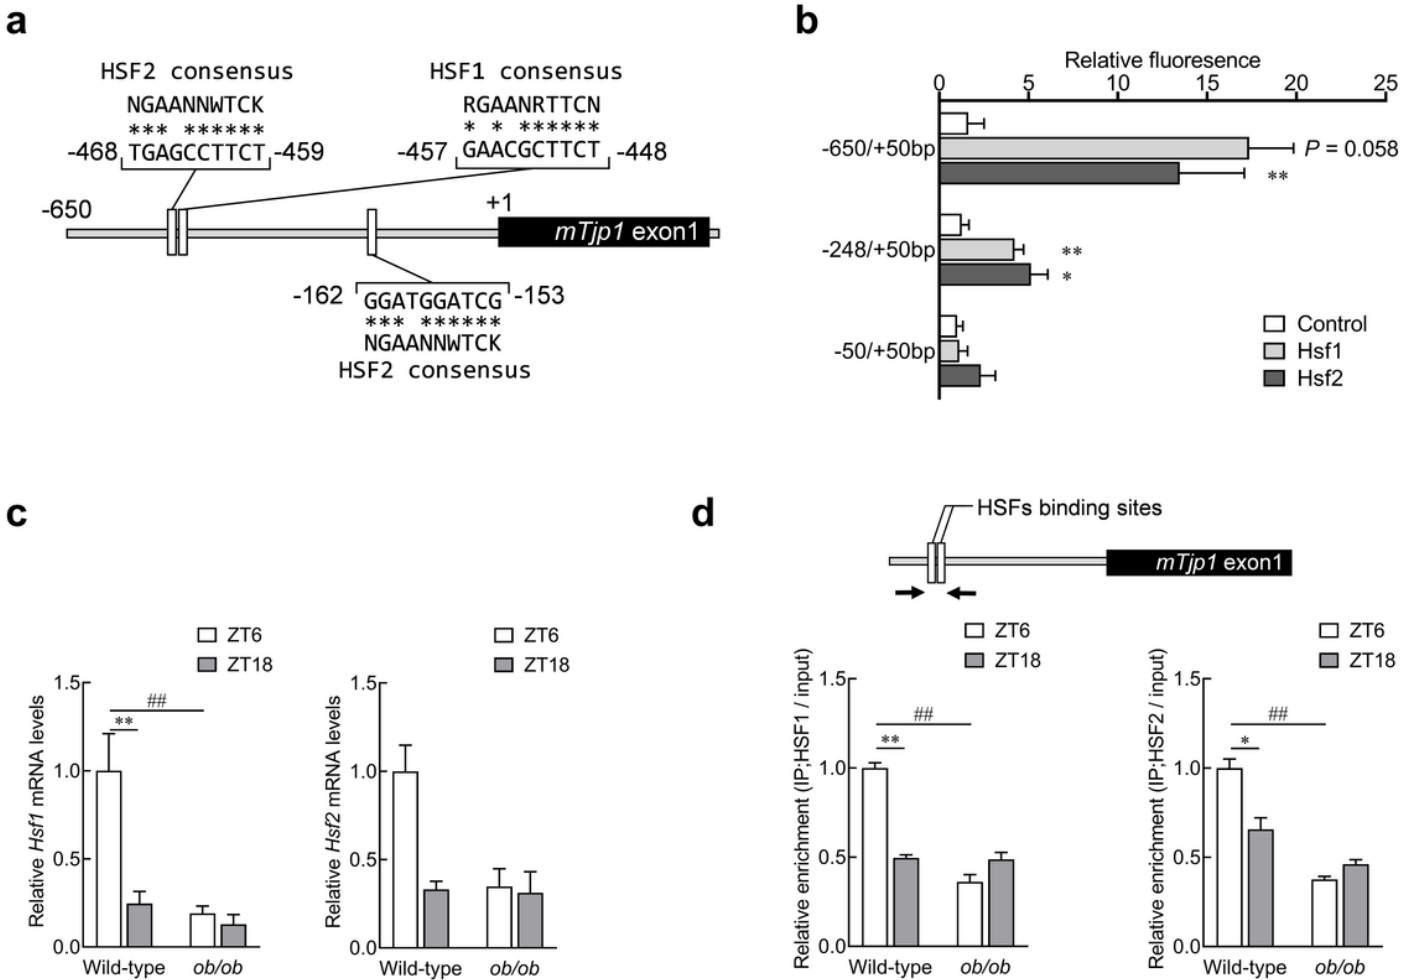 a
HSF2 consensus
HSF1 consensus
NGAANNWTCK
RGAANRTTCN
*** ******
* * ******
-468 TGAGCCTTCT -459
-457 GAACGCTTCT -448
-650
+1
mTjp1 exon1
-162 GGATGGATCG -153
*** ******
NGAANNWTCK
HSF2 consensus
b
Relative fluoresence
0 5 10 15 20 25
-650/+50bp
P = 0.058
**
-248/+50bp
**
*
-50/+50bp
Control
Hsf1
Hsf2
c
ZT6
ZT18
Relative Hsf1 mRNA levels
1.5
1.0
0.5
0.0
##
**
Wild-type ob/ob
ZT6
ZT18
Relative Hsf2 mRNA levels
1.5
1.0
0.5
0.0
Wild-type ob/ob
d
HSFs binding sites
mTjp1 exon1
ZT6
ZT18
Relative enrichment (IP;HSF1 / input)
1.5
1.0
0.5
0.0
##
**
Wild-type ob/ob
ZT6
ZT18
Relative enrichment (IP;HSF2 / input)
1.5
1.0
0.5
0.0
##
*
Wild-type ob/ob